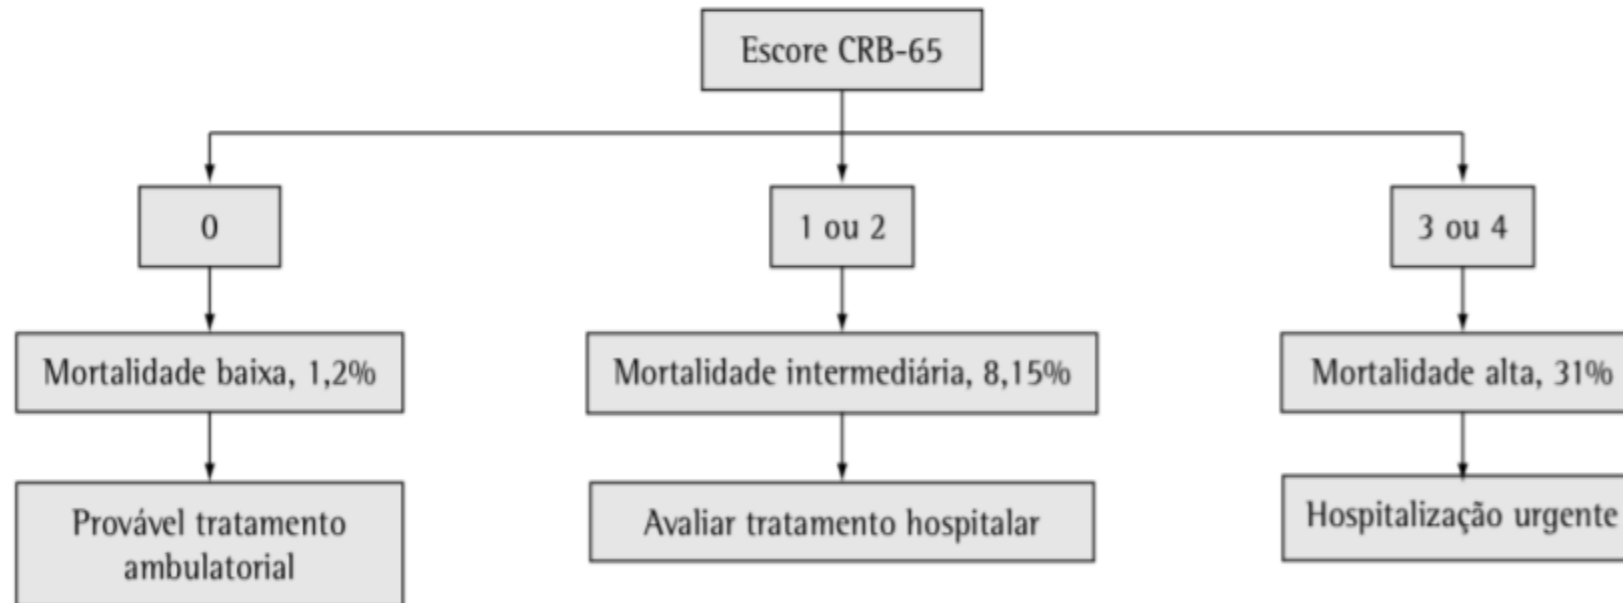 Escore CRB-65
0
1 ou 2
3 ou 4
Mortalidade baixa, 1,2%
Mortalidade intermediária, 8,15%
Mortalidade alta, 31%
Provável tratamento
ambulatorial
Avaliar tratamento hospitalar
Hospitalização urgente